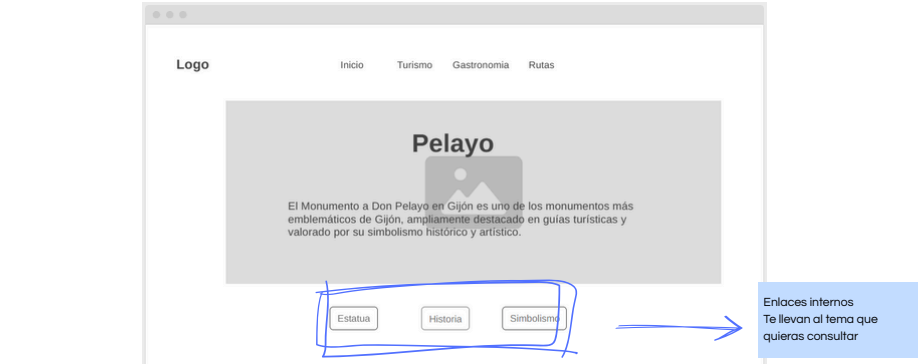 Logo
Inicio Turismo Gastronomia Rutas
Pelayo
El Monumento a Don Pelayo en Gijón es uno de los monumentos más
emblemáticos de Gijón, ampliamente destacado en guías turísticas y
valorado por su simbolismo histórico y artístico.
Estatua Historia Simbolismo
Enlaces internos
Te llevan al tema que
quieras consultar